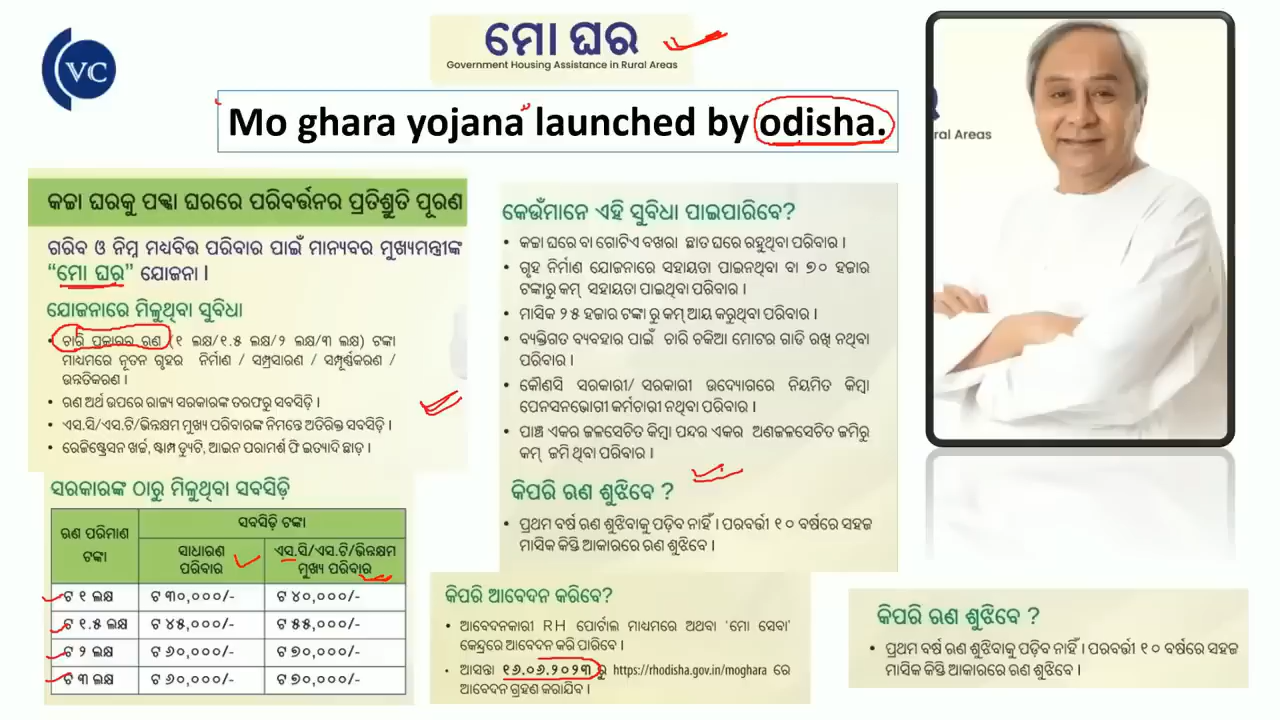 VC
ମୋ ଘର
Government Housing Assistance in Rural Areas
Mo ghara yojana launched by odisha.
ral Areas
କଚ୍ଚା ଘରକୁ ପକ୍କା ଘରରେ ପରିବର୍ତ୍ତନର ପ୍ରତିଶ୍ରୁତି ପୂରଣ
ଗରିବ ଓ ନିମ୍ନ ମଧ୍ୟବିତ୍ତ ପରିବାର ପାଇଁ ମାନ୍ୟବର ମୁଖ୍ୟମନ୍ତ୍ରୀଙ୍କ
“ମୋ ଘର” ଯୋଜନା ।
ଯୋଜନାରେ ମିଳୁଥିବା ସୁବିଧା
• ଚାରି ପ୍ରକାରର ଋଣ (୧ ଲକ୍ଷ/୧.୫ ଲକ୍ଷ/୨ ଲକ୍ଷ/୩ ଲକ୍ଷ) ଟଙ୍କା
ମାଧ୍ୟମରେ ନୂତନ ଗୃହର ନିର୍ମାଣ / ସମ୍ପ୍ରସାରଣ / ସମ୍ପୂର୍ଣ୍ଣକରଣ /
ଉନ୍ନତିକରଣ ।
• ଋଣ ଅର୍ଥ ଉପରେ ରାଜ୍ୟ ସରକାରଙ୍କ ତରଫରୁ ସବସିଡ଼ି ।
• ଏସ.ସି/ଏସ.ଟି/ଭିନ୍ନକ୍ଷମ ମୁଖ୍ୟ ପରିବାରଙ୍କ ନିମନ୍ତେ ଅତିରିକ୍ତ ସବସିଡ଼ି ।
• ରେଜିଷ୍ଟ୍ରେସନ ଖର୍ଚ୍ଚ, ଷ୍ଟାମ୍ପ ଡ୍ୟୁଟି, ଆଇନ ପରାମର୍ଶ ଫି ଇତ୍ୟାଦି ଛାଡ଼ ।
ସରକାରଙ୍କ ଠାରୁ ମିଳୁଥିବା ସବସିଡ଼ି
ଋଣ ପରିମାଣ ଟଙ୍କା
ସବସିଡ଼ି ଟଙ୍କା
ସାଧାରଣ ପରିବାର
ଏସ.ସି/ଏସ.ଟି/ଭିନ୍ନକ୍ଷମ ମୁଖ୍ୟ ପରିବାର
ଟ ୧ ଲକ୍ଷ ଟ ୩୦,୦୦୦/- ଟ ୪୦,୦୦୦/-
ଟ ୧.୫ ଲକ୍ଷ ଟ ୪୫,୦୦୦/- ଟ ୫୫,୦୦୦/-
ଟ ୨ ଲକ୍ଷ ଟ ୬୦,୦୦୦/- ଟ ୭୦,୦୦୦/-
ଟ ୩ ଲକ୍ଷ ଟ ୬୦,୦୦୦/- ଟ ୭୦,୦୦୦/-
କେଉଁମାନେ ଏହି ସୁବିଧା ପାଇପାରିବେ?
• କଚ୍ଚା ଘରେ ବା ଗୋଟିଏ ବଖରା ଛାତ ଘରେ ରହୁଥିବା ପରିବାର ।
• ଗୃହ ନିର୍ମାଣ ଯୋଜନାରେ ସହାୟତା ପାଇନଥିବା ବା ୭୦ ହଜାର
ଟଙ୍କାରୁ କମ୍ ସହାୟତା ପାଇଥିବା ପରିବାର ।
• ମାସିକ ୨୫ ହଜାର ଟଙ୍କା ରୁ କମ୍ ଆୟ କରୁଥିବା ପରିବାର ।
• ବ୍ୟକ୍ତିଗତ ବ୍ୟବହାର ପାଇଁ ଚାରି ଚକିଆ ମୋଟର ଗାଡି ରଖି ନଥିବା
ପରିବାର ।
• କୌଣସି ସରକାରୀ/ ସରକାରୀ ଉଦ୍ୟୋଗରେ ନିୟମିତ କିମ୍ବା
ପେନସନଭୋଗୀ କର୍ମଚାରୀ ନଥିବା ପରିବାର ।
• ପାଞ୍ଚ ଏକର ଜଳସେଚିତ କିମ୍ବା ପନ୍ଦର ଏକର ଅଣଜଳସେଚିତ ଜମିରୁ
କମ୍ ଜମି ଥିବା ପରିବାର ।
କିପରି ଋଣ ଶୁଝିବେ ?
• ପ୍ରଥମ ବର୍ଷ ଋଣ ଶୁଝିବାକୁ ପଡ଼ିବ ନାହିଁ । ପରବର୍ତ୍ତୀ ୧୦ ବର୍ଷରେ ସହଜ
ମାସିକ କିସ୍ତି ଆକାରରେ ଋଣ ଶୁଝିବେ ।
କିପରି ଆବେଦନ କରିବେ?
• ଆବେଦନକାରୀ RH ପୋର୍ଟାଲ ମାଧ୍ୟମରେ ଅଥବା ‘ମୋ ସେବା’
କେନ୍ଦ୍ରରେ ଆବେଦନ କରି ପାରିବେ ।
• ଆସନ୍ତା ୧୬.୦୬.୨୦୨୩ ରୁ https://rhodisha.gov.in/moghara ରେ
ଆବେଦନ ଗ୍ରହଣ କରାଯିବ ।
କିପରି ଋଣ ଶୁଝିବେ ?
• ପ୍ରଥମ ବର୍ଷ ଋଣ ଶୁଝିବାକୁ ପଡ଼ିବ ନାହିଁ । ପରବର୍ତ୍ତୀ ୧୦ ବର୍ଷରେ ସହଜ
ମାସିକ କିସ୍ତି ଆକାରରେ ଋଣ ଶୁଝିବେ ।